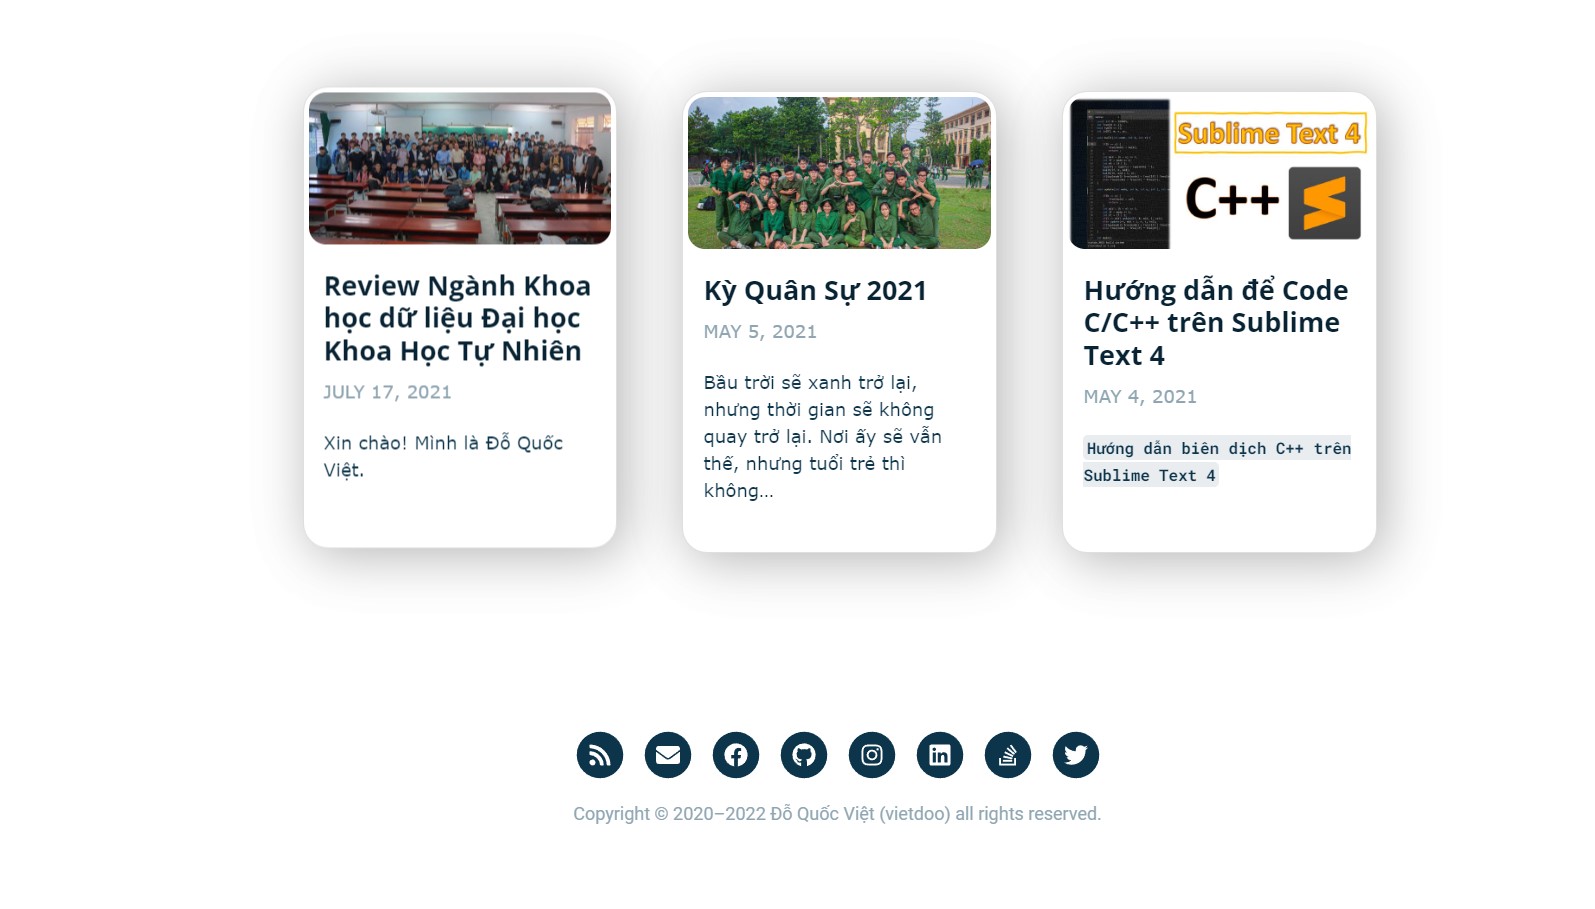 Review Ngành Khoa
học dữ liệu Đại học
Khoa Học Tự Nhiên
JULY 17, 2021
Xin chào! Mình là Đỗ Quốc
Việt.
Kỳ Quân Sự 2021
MAY 5, 2021
Bầu trời sẽ xanh trở lại,
nhưng thời gian sẽ không
quay trở lại. Nơi ấy sẽ vẫn
thế, nhưng tuổi trẻ thì
không...
Sublime Text 4
C++
Hướng dẫn để Code
C/C++ trên Sublime
Text 4
MAY 4, 2021
Hướng dẫn biên dịch C++ trên
Sublime Text 4
Copyright © 2020–2022 Đỗ Quốc Việt (vietdoo) all rights reserved.